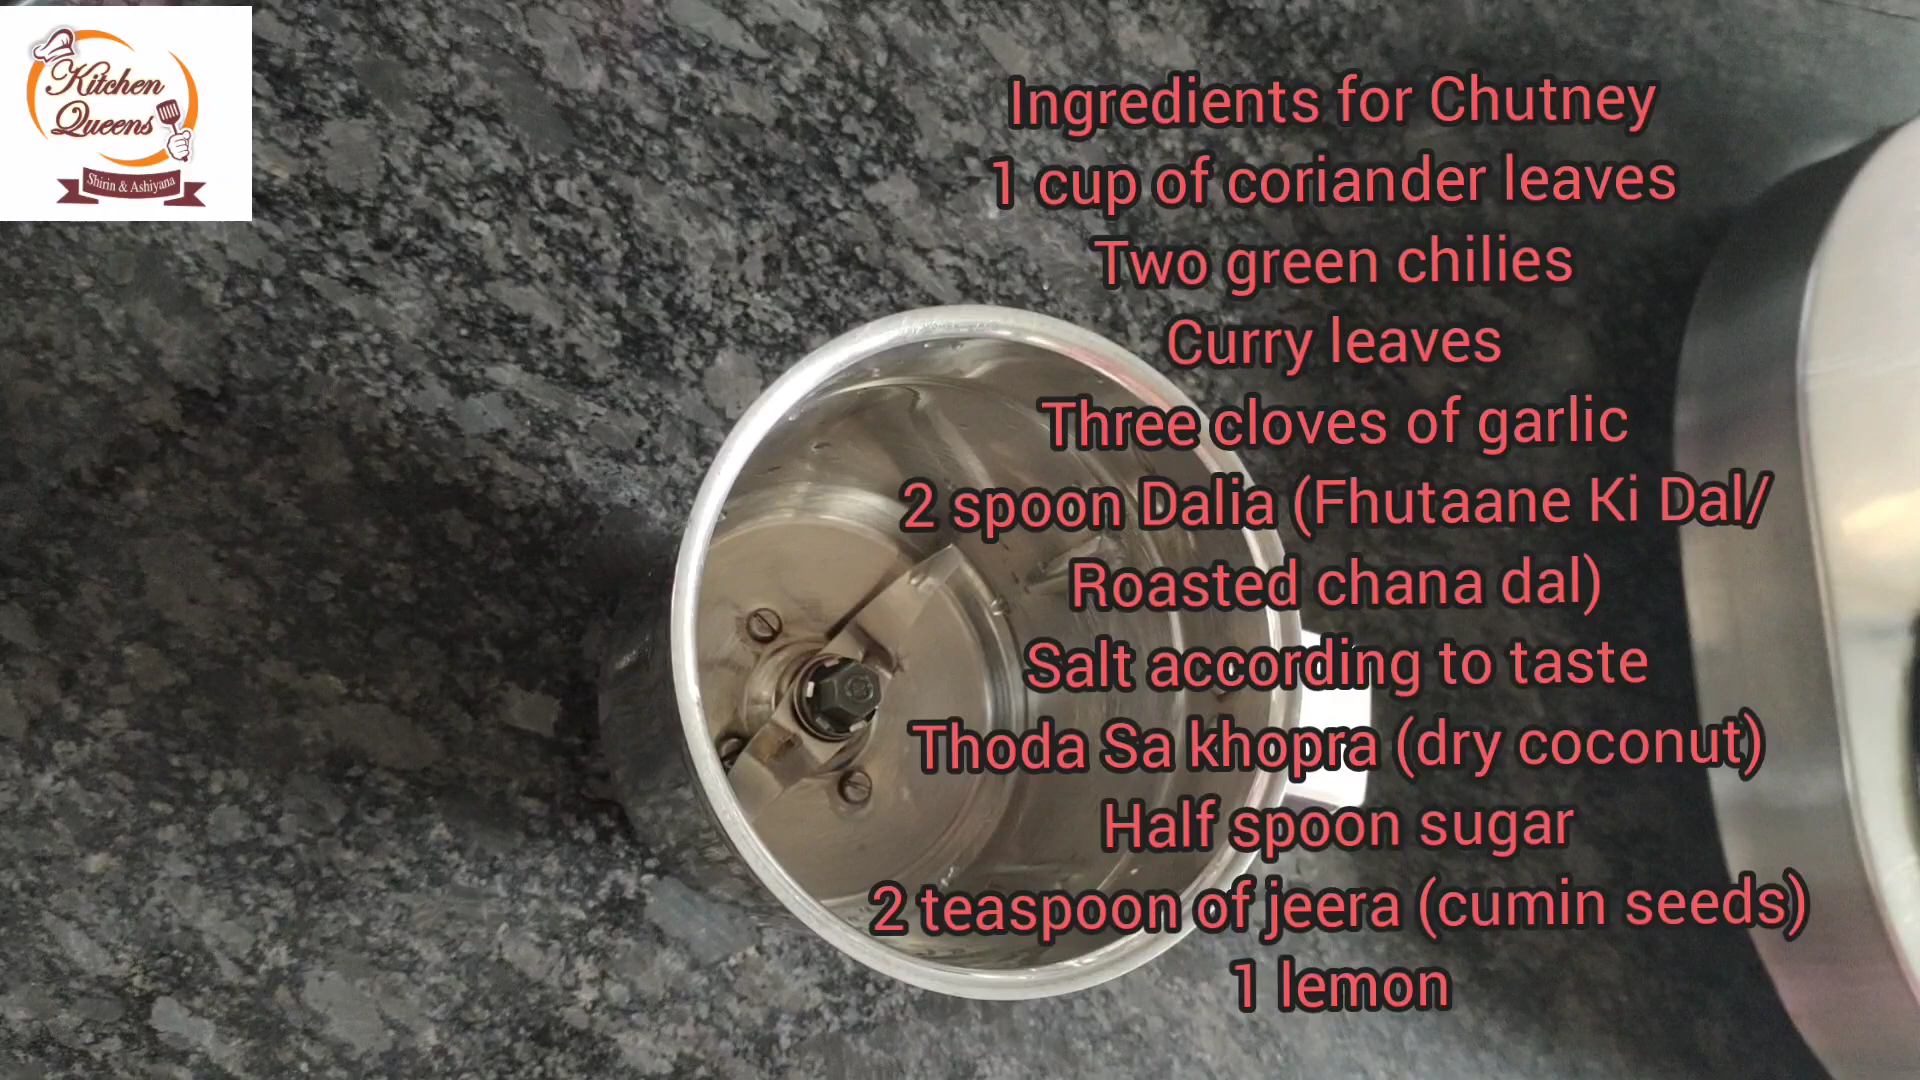 Kitchen
Queens
Shirin & Ashiyana
Ingredients for Chutney
1 cup of coriander leaves
Two green chilies
Curry leaves
Three cloves of garlic
2 spoon Dalia (Fhutaane Ki Dal/
Roasted chana dal)
Salt according to taste
Thoda Sa khopra (dry coconut)
Half spoon sugar
2 teaspoon of jeera (cumin seeds)
1 lemon